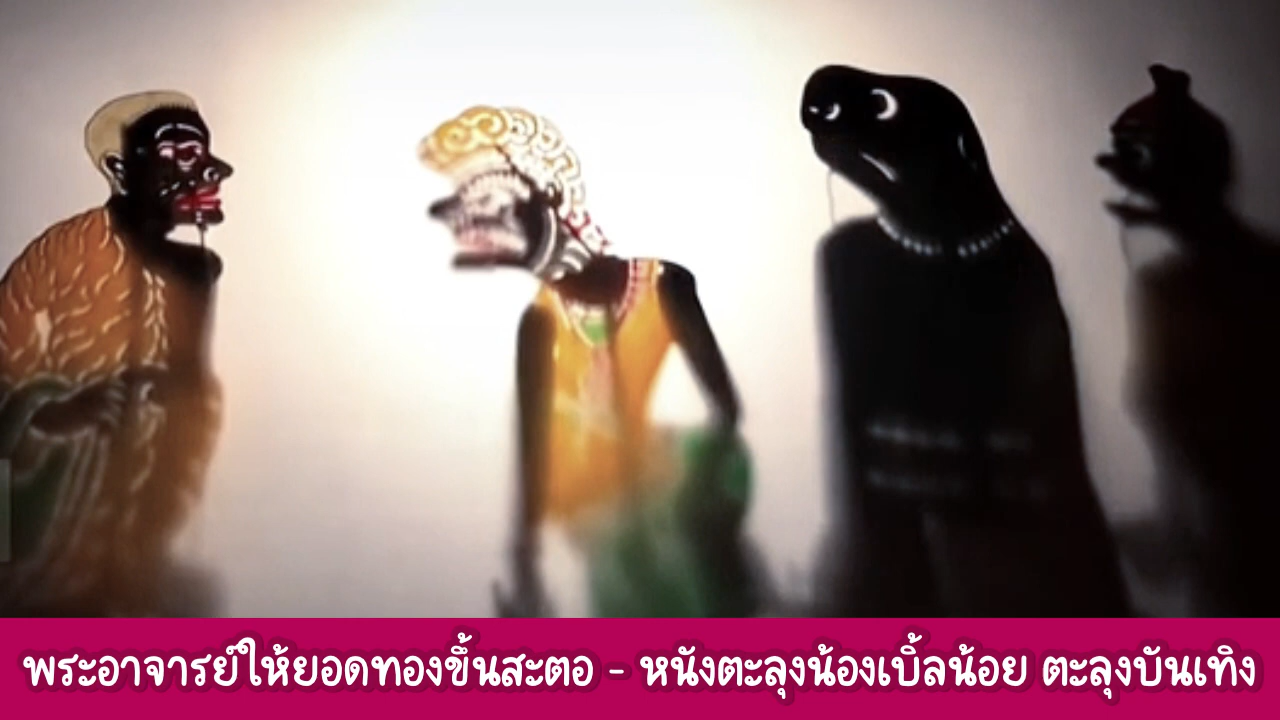 พระอาจารย์ให้ยอดทองขึ้นสะตอ - หนังตะลุงน้องเบิ้ลน้อย ตะลุงบันเทิง